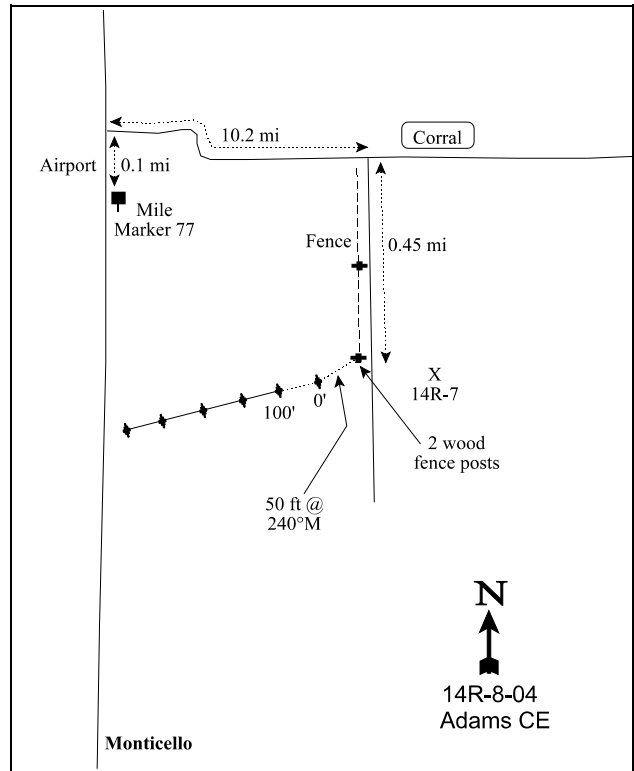 10.2 mi
Corral
Airport
0.1 mi
Mile
Marker 77
Fence
0.45 mi
X
14R-7
100'
0'
2 wood
fence posts
50 ft @
240°M
N
14R-8-04
Adams CE
Monticello